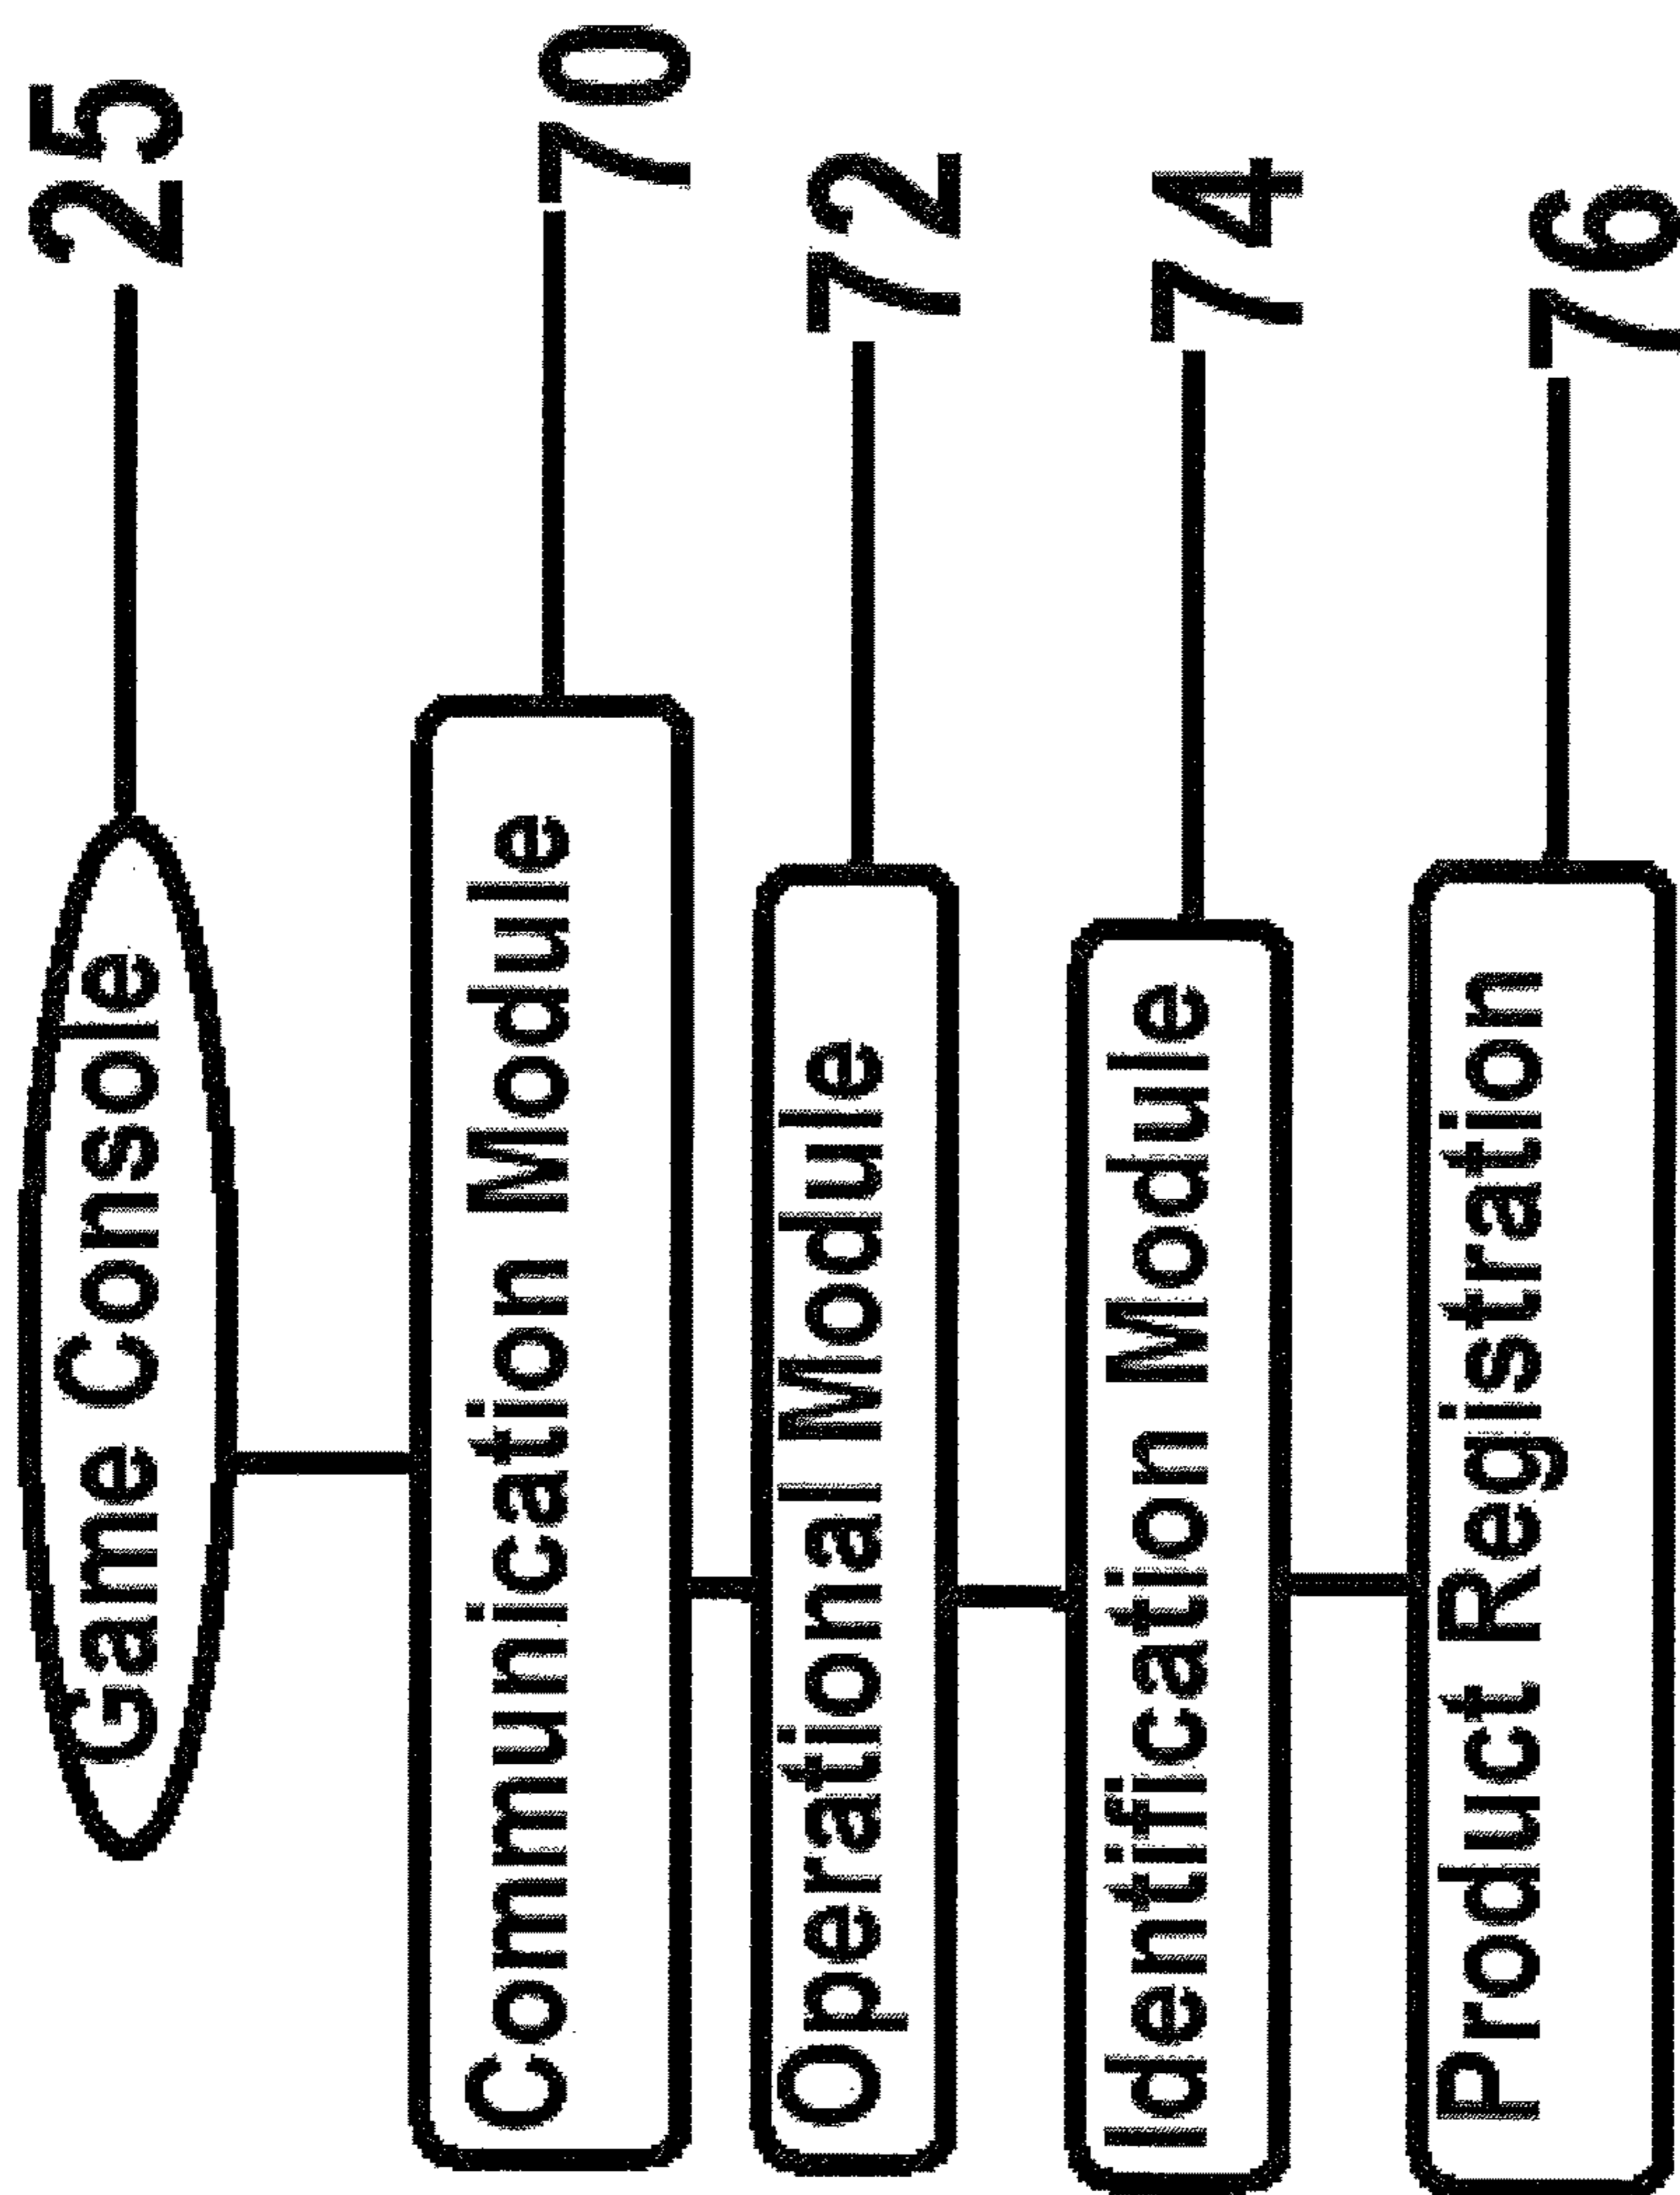 Game Console 25
Communication Module 70
Operational Module 72
Identification Module 74
Product Registration 76